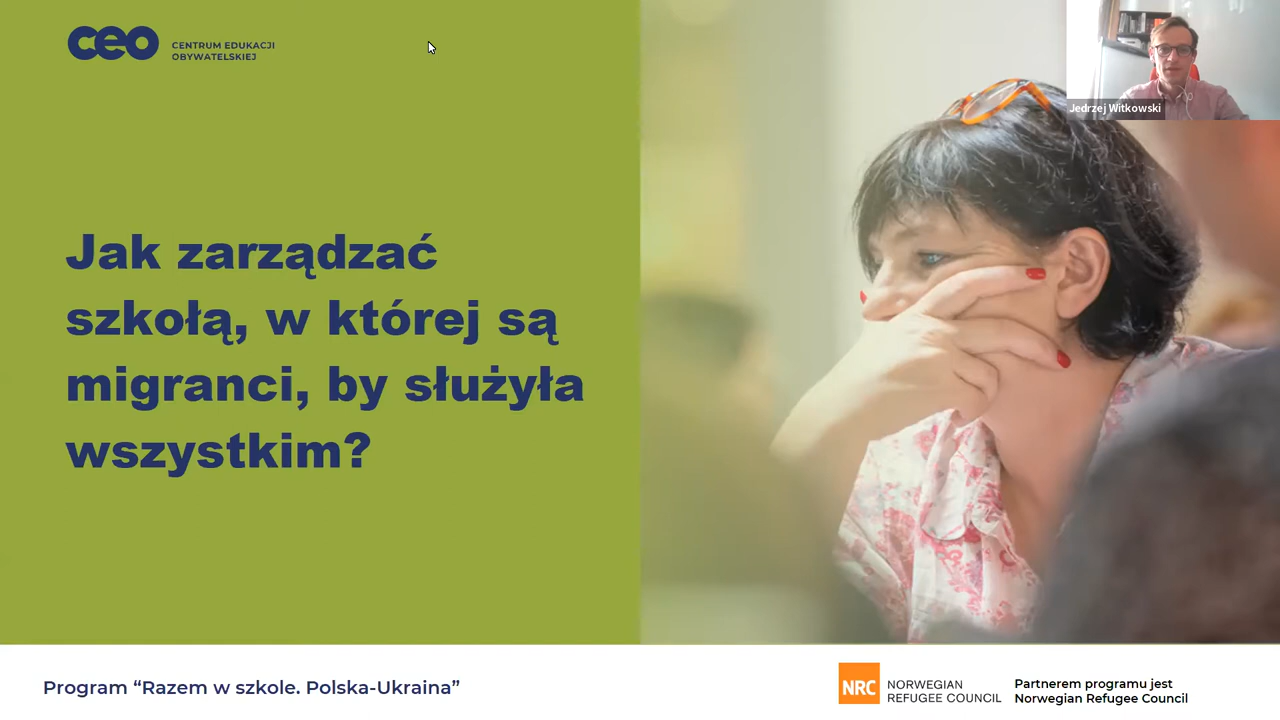 ceo
CENTRUM EDUKACJI
OBYWATELSKIEJ
Jedrzej Witkowski
Jak zarządzać
szkołą, w której są
migranci, by służyła
wszystkim?
Program “Razem w szkole. Polska-Ukraina”
NRC
NORWEGIAN
REFUGEE COUNCIL
Partnerem programu jest
Norwegian Refugee Council